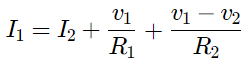 I₁ = I₂ + v₁/R₁ + (v₁ − v₂)/R₂